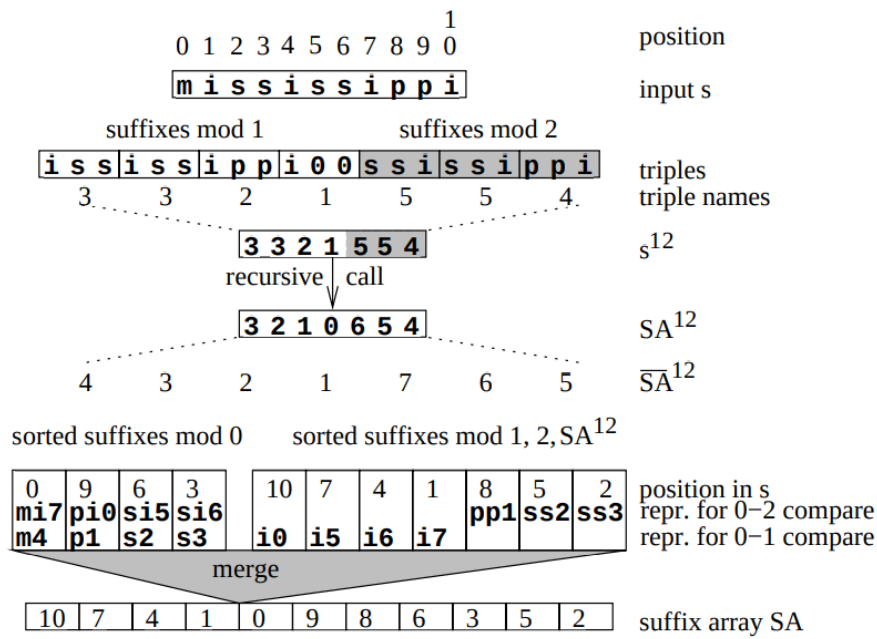 1
0 1 2 3 4 5 6 7 8 9 0 position
m i s s i s s i p p i input s
suffixes mod 1 suffixes mod 2
i s s i s s i p p i 0 0 s s i s s i p p i triples
3 3 2 1 5 5 4 triple names
3 3 2 1 5 5 4 s¹²
recursive call
3 2 1 0 6 5 4 SA¹²
4 3 2 1 7 6 5 S̅A̅¹²
sorted suffixes mod 0 sorted suffixes mod 1, 2, SA¹²
0 9 6 3 10 7 4 1 8 5 2 position in s
mi7 pi0 si5 si6 pp1 ss2 ss3 repr. for 0−2 compare
m4 p1 s2 s3 i0 i5 i6 i7 repr. for 0−1 compare
merge
10 7 4 1 0 9 8 6 3 5 2 suffix array SA